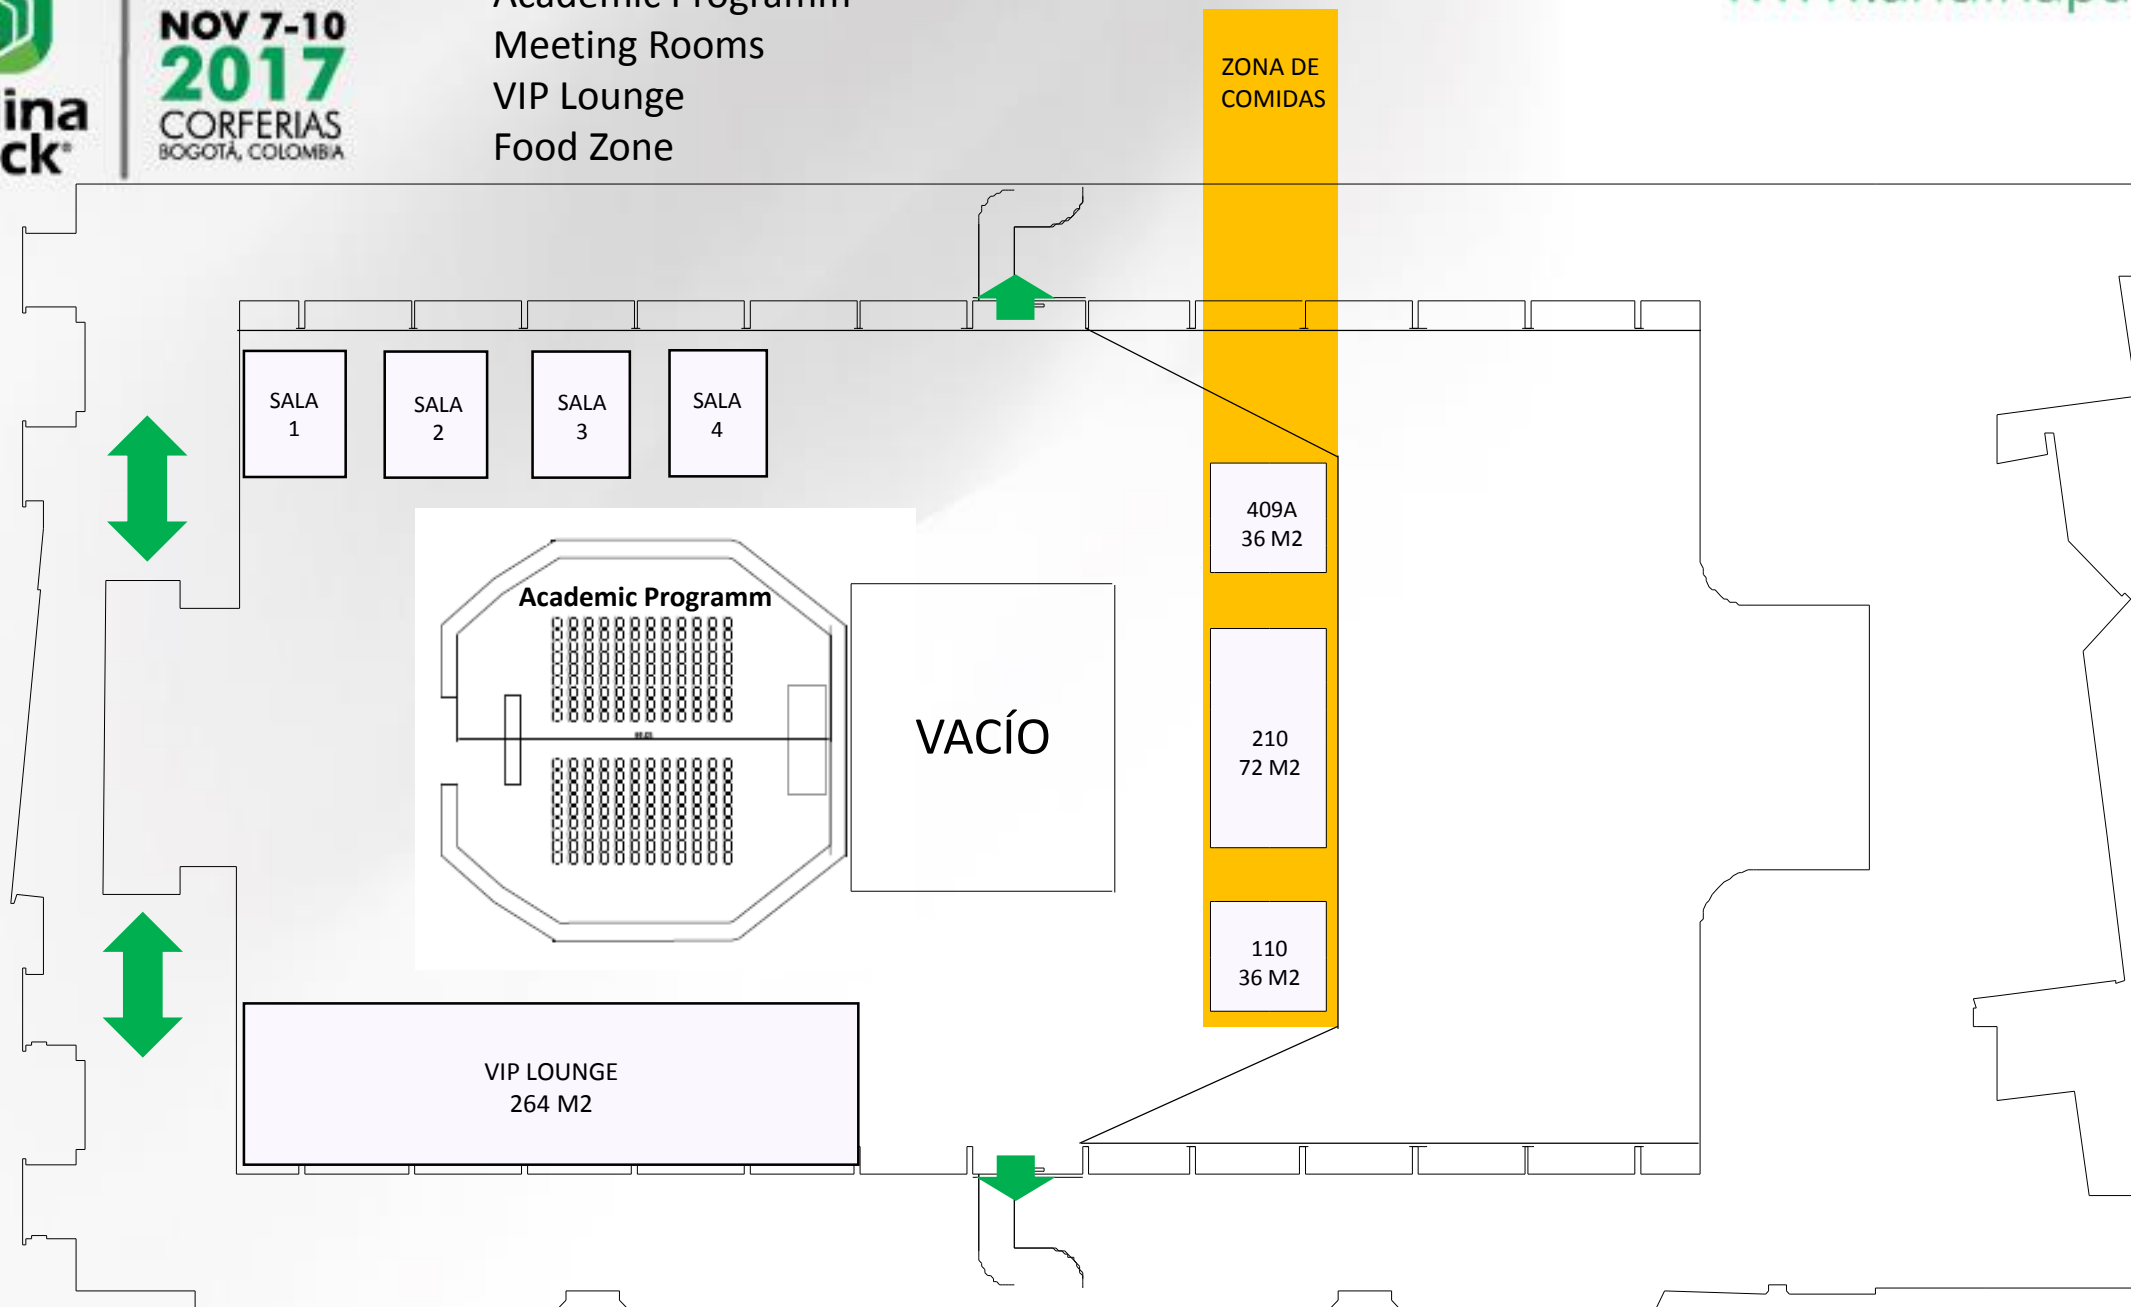 NOV 7-10
2017
CORFERIAS
BOGOTÁ, COLOMBIA
ina
ck®
Academic Programm
Meeting Rooms
VIP Lounge
Food Zone
ZONA DE
COMIDAS
SALA
1
SALA
2
SALA
3
SALA
4
409A
36 M2
Academic Programm
VACÍO
210
72 M2
110
36 M2
VIP LOUNGE
264 M2